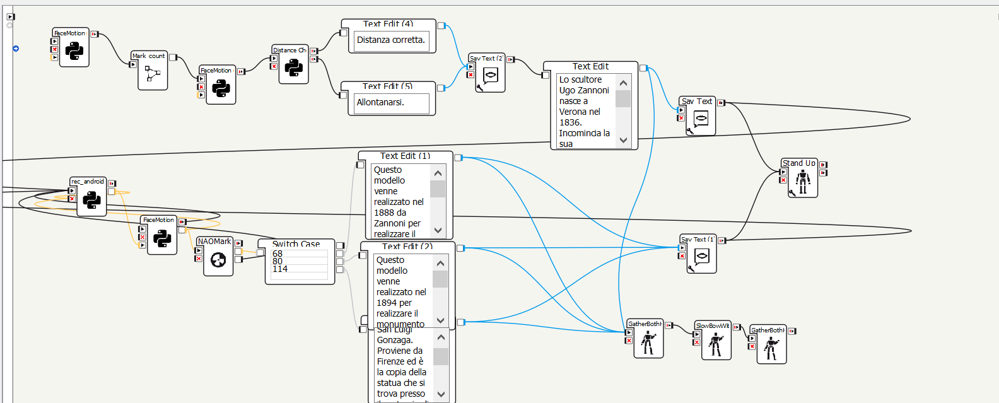 FaceMotion
Mark count
FaceMotion
Distance Ch
Text Edit (4)
Distanza corretta.
Text Edit (5)
Allontanarsi.
Say Text (2)
Text Edit
Lo scultore
Ugo Zannoni
nasce a
Verona nel
1836.
Incomincia la
sua
Say Text
Stand Up
Text Edit (1)
Questo
modello
venne
realizzato nel
1888 da
Zannoni per
realizzare il
rec_android
FaceMotion
NAOMark
Switch Case
68
80
114
Text Edit (2)
Questo
modello
venne
realizzato nel
1894 per
realizzare il
monumento
San Luigi
Gonzaga.
Proviene da
Firenze ed è
la copia della
statua che si
trova presso
Say Text (1)
GatherBothH
SlowBowWit
GatherBothH